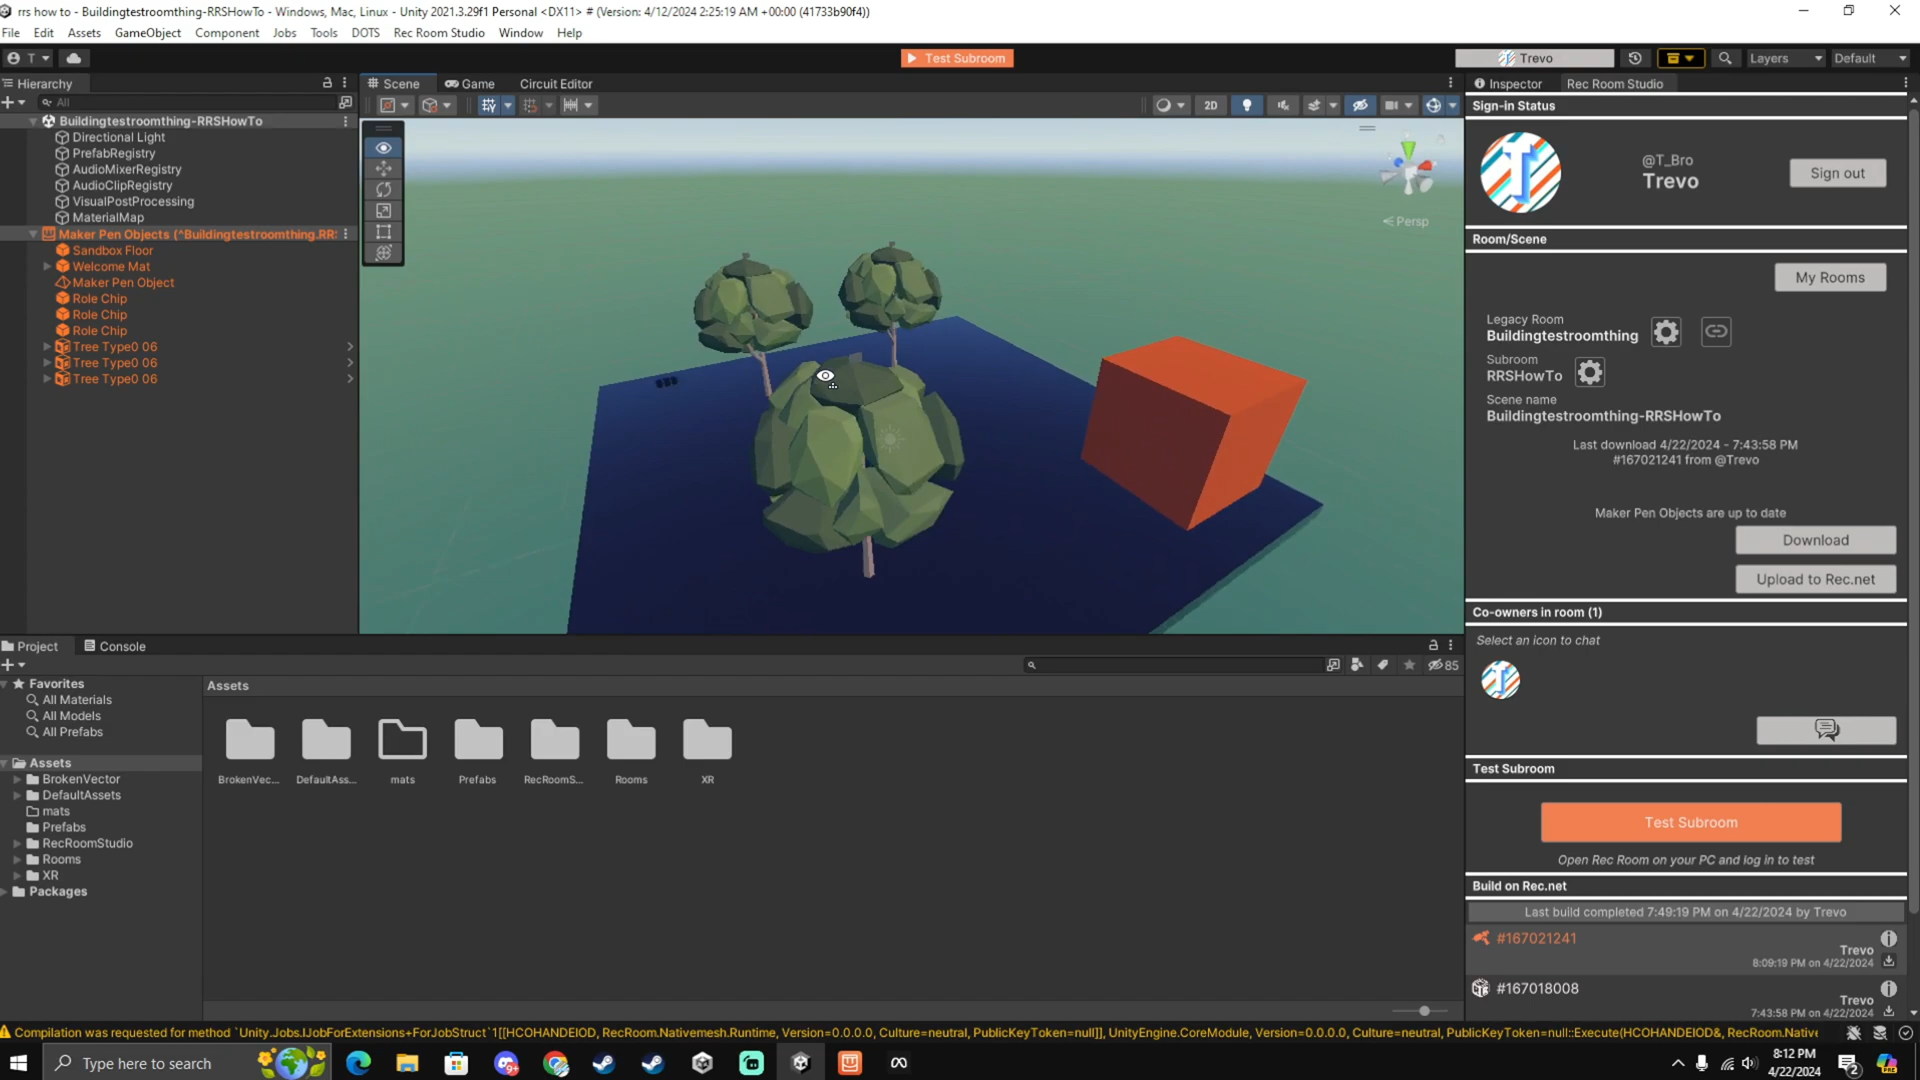 rrs how to - Buildingtestroomthing-RRSHowTo - Windows, Mac, Linux - Unity 2021.3.29f1 Personal <DX11> # (Version: 4/12/2024 2:25:19 AM +00:00 (41733b90f4))
File Edit Assets GameObject Component Jobs Tools DOTS Rec Room Studio Window Help
T Test Subroom Trevo Layers Default
Hierarchy Scene Game Circuit Editor Inspector Rec Room Studio
All 2D
Buildingtestroomthing-RRSHowTo
Directional Light
PrefabRegistry
AudioMixerRegistry
AudioClipRegistry
VisualPostProcessing
MaterialMap
Maker Pen Objects (^Buildingtestroomthing.RR
Sandbox Floor
Welcome Mat
Maker Pen Object
Role Chip
Role Chip
Role Chip
Tree Type0 06
Tree Type0 06
Tree Type0 06
Persp
Sign-in Status
@T_Bro
Trevo
Sign out
Room/Scene
My Rooms
Legacy Room
Buildingtestroomthing
Subroom
RRSHowTo
Scene name
Buildingtestroomthing-RRSHowTo
Last download 4/22/2024 - 7:43:58 PM
#167021241 from @Trevo
Maker Pen Objects are up to date
Download
Upload to Rec.net
Co-owners in room (1)
Select an icon to chat
Test Subroom
Test Subroom
Open Rec Room on your PC and log in to test
Build on Rec.net
Last build completed 7:49:19 PM on 4/22/2024 by Trevo
#167021241
Trevo
8:09:19 PM on 4/22/2024
#167018008
Trevo
7:43:58 PM on 4/22/2024
Project Console
85
Favorites
All Materials
All Models
All Prefabs
Assets
BrokenVector
DefaultAssets
mats
Prefabs
RecRoomStudio
Rooms
XR
Packages
Assets
BrokenVec... DefaultAss... mats Prefabs RecRoomS... Rooms XR
Compilation was requested for method `Unity.Jobs.IJobForExtensions+ForJobStruct`1[[HCOHANDEIOD, RecRoom.Nativemesh.Runtime, Version=0.0.0.0, Culture=neutral, PublicKeyToken=null]], UnityEngine.CoreModule, Version=0.0.0.0, Culture=neutral, PublicKeyToken=null::Execute(HCOHANDEIOD&, RecRoom.Native
Type here to search
9+
8:12 PM
4/22/2024
2
PRE